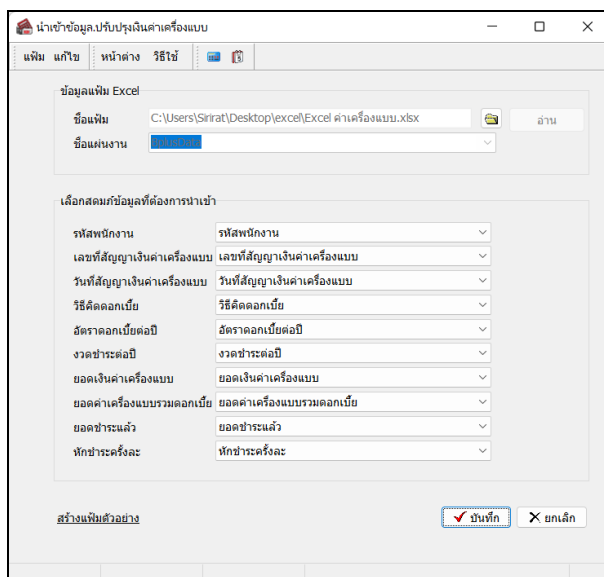 นำเข้าข้อมูล.ปรับปรุงเงินค่าเครื่องแบบ
แฟ้ม แก้ไข หน้าต่าง วิธีใช้
ข้อมูลแฟ้ม Excel
ชื่อแฟ้ม C:\Users\Sirirat\Desktop\excel\Excel ค่าเครื่องแบบ.xlsx อ่าน
ชื่อแผ่นงาน
เลือกสดมภ์ข้อมูลที่ต้องการนำเข้า
รหัสพนักงาน รหัสพนักงาน
เลขที่สัญญาเงินค่าเครื่องแบบ เลขที่สัญญาเงินค่าเครื่องแบบ
วันที่สัญญาเงินค่าเครื่องแบบ วันที่สัญญาเงินค่าเครื่องแบบ
วิธีคิดดอกเบี้ย วิธีคิดดอกเบี้ย
อัตราดอกเบี้ยต่อปี อัตราดอกเบี้ยต่อปี
งวดชำระต่อปี งวดชำระต่อปี
ยอดเงินค่าเครื่องแบบ ยอดเงินค่าเครื่องแบบ
ยอดค่าเครื่องแบบรวมดอกเบี้ย ยอดค่าเครื่องแบบรวมดอกเบี้ย
ยอดชำระแล้ว ยอดชำระแล้ว
หักชำระครั้งละ หักชำระครั้งละ
สร้างแฟ้มตัวอย่าง บันทึก ยกเลิก